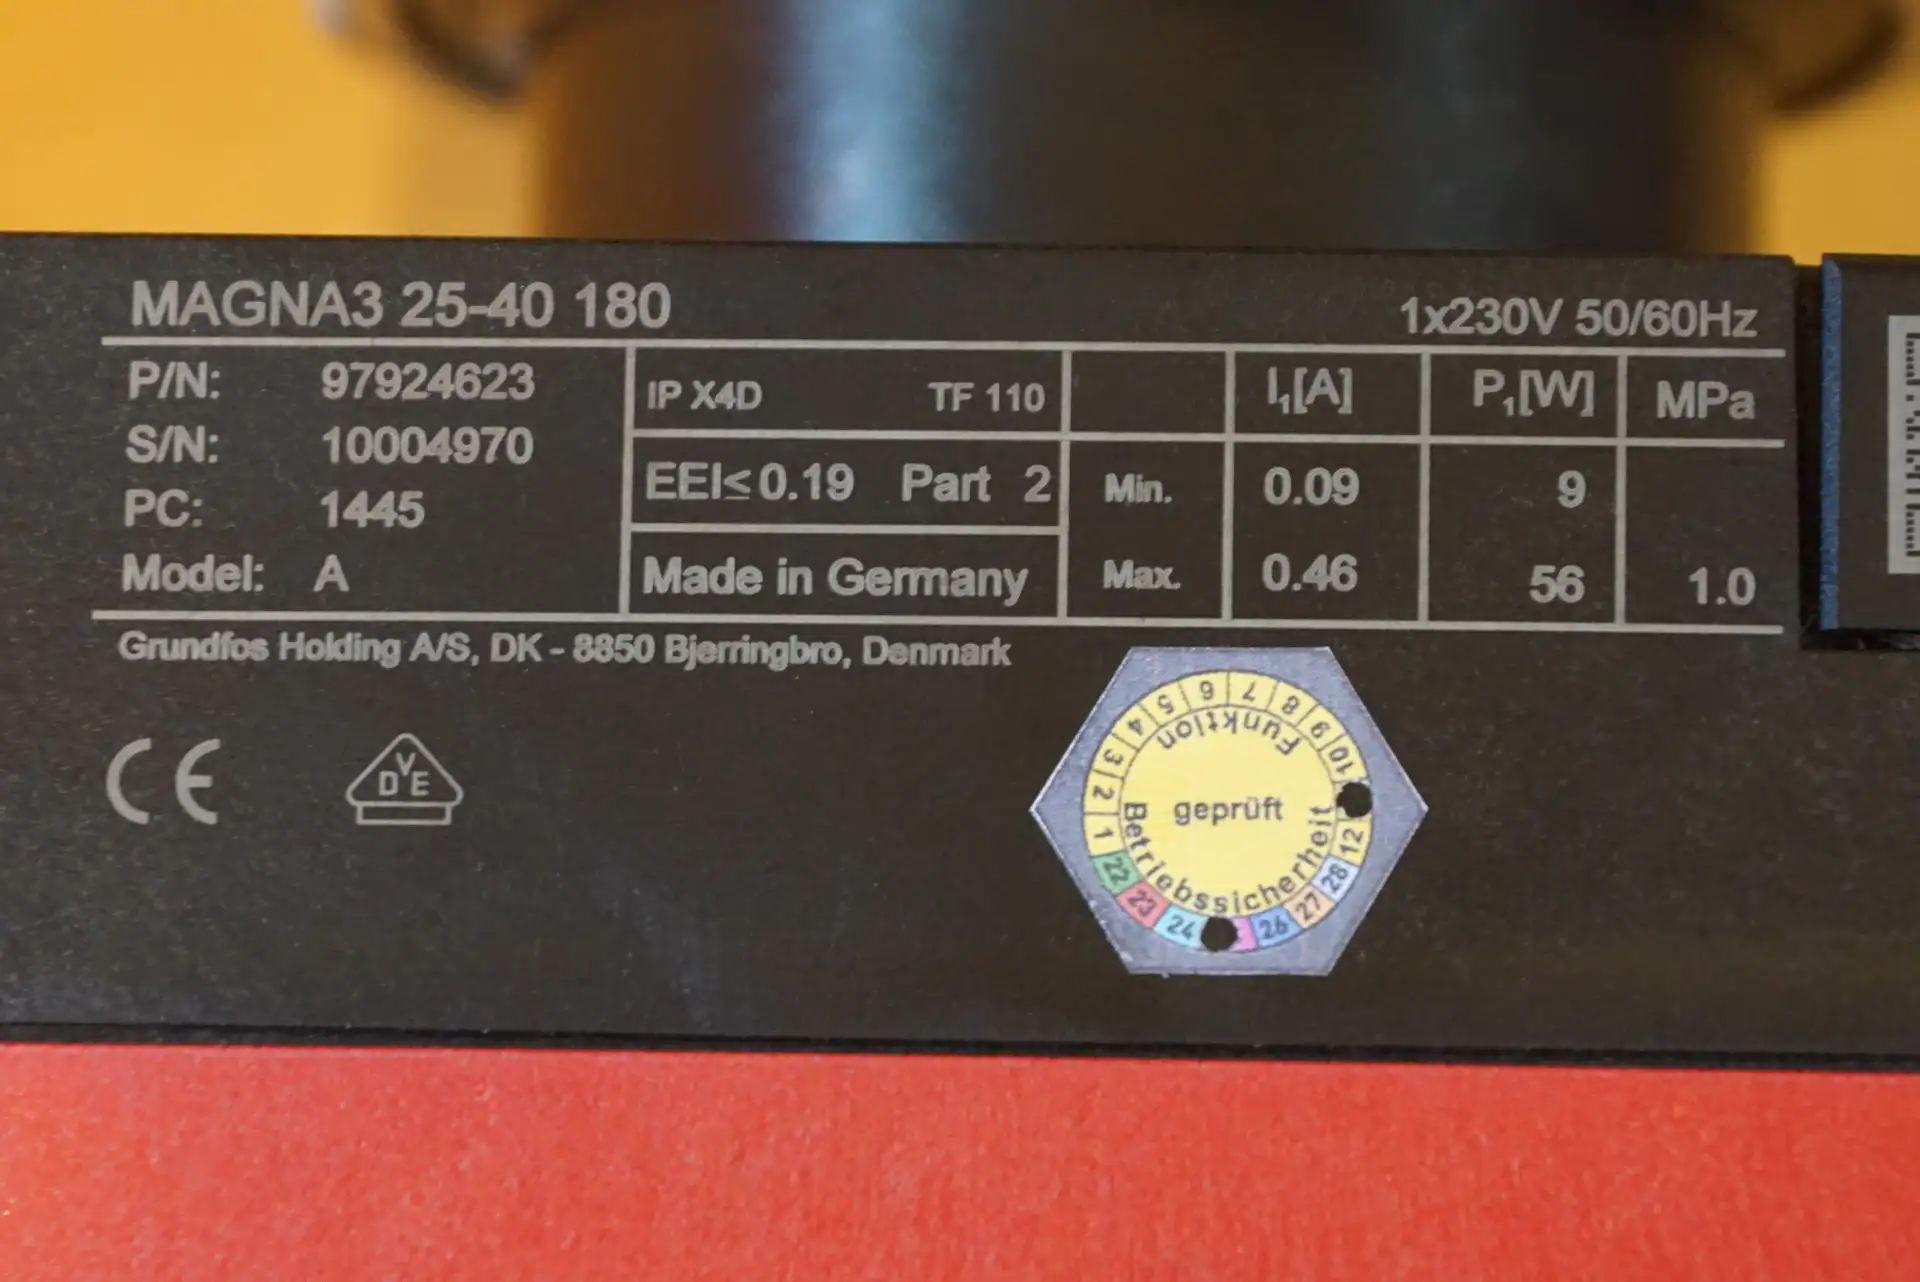 MAGNA3 25-40 180 1x230V 50/60Hz
P/N: 97924623 IP X4D TF 110 I₁[A] P₁[W] MPa
S/N: 10004970 EEI≤0.19 Part 2 Min. 0.09 9
PC: 1445
Model: A Made in Germany Max. 0.46 56 1.0
Grundfos Holding A/S, DK - 8850 Bjerringbro, Denmark
CE
VDE
1 2 3 4 5 6 7 8 9 10 12
Funktion
geprüft
Betriebssicherheit
22 23 24 26 27 28